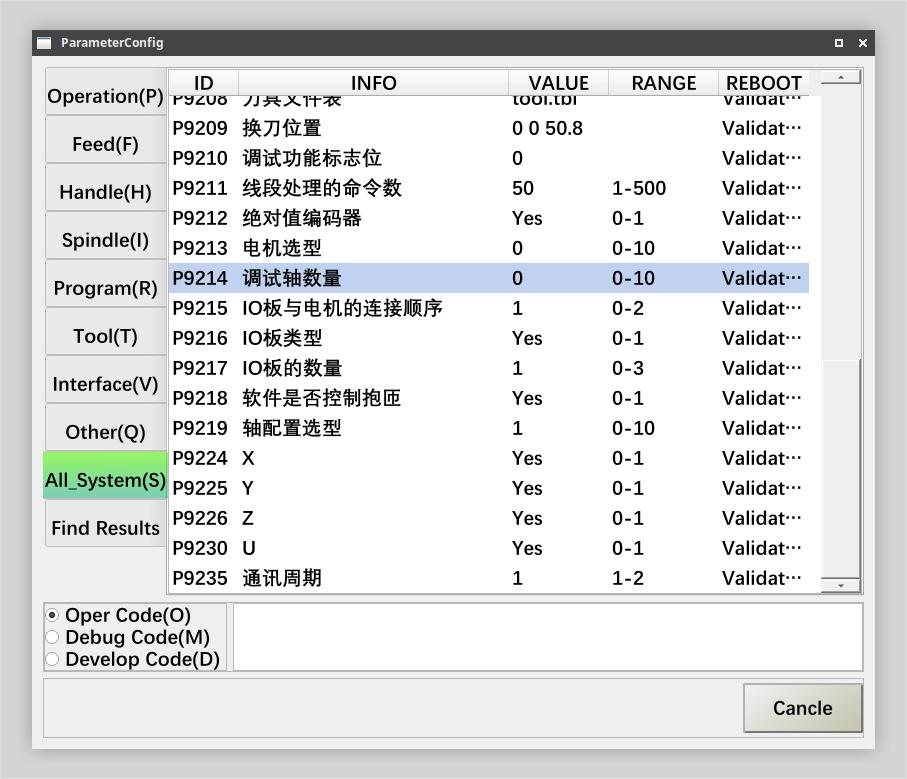 ParameterConfig
Operation(P)
Feed(F)
Handle(H)
Spindle(I)
Program(R)
Tool(T)
Interface(V)
Other(Q)
All_System(S)
Find Results
ID INFO VALUE RANGE REBOOT
P9208 刀具文件表 tool.tbl Validat···
P9209 换刀位置 0 0 50.8 Validat···
P9210 调试功能标志位 0 Validat···
P9211 线段处理的命令数 50 1-500 Validat···
P9212 绝对值编码器 Yes 0-1 Validat···
P9213 电机选型 0 0-10 Validat···
P9214 调试轴数量 0 0-10 Validat···
P9215 IO板与电机的连接顺序 1 0-2 Validat···
P9216 IO板类型 Yes 0-1 Validat···
P9217 IO板的数量 1 0-3 Validat···
P9218 软件是否控制抱匝 Yes 0-1 Validat···
P9219 轴配置选型 1 0-10 Validat···
P9224 X Yes 0-1 Validat···
P9225 Y Yes 0-1 Validat···
P9226 Z Yes 0-1 Validat···
P9230 U Yes 0-1 Validat···
P9235 通讯周期 1 1-2 Validat···
Oper Code(O)
Debug Code(M)
Develop Code(D)
Cancle